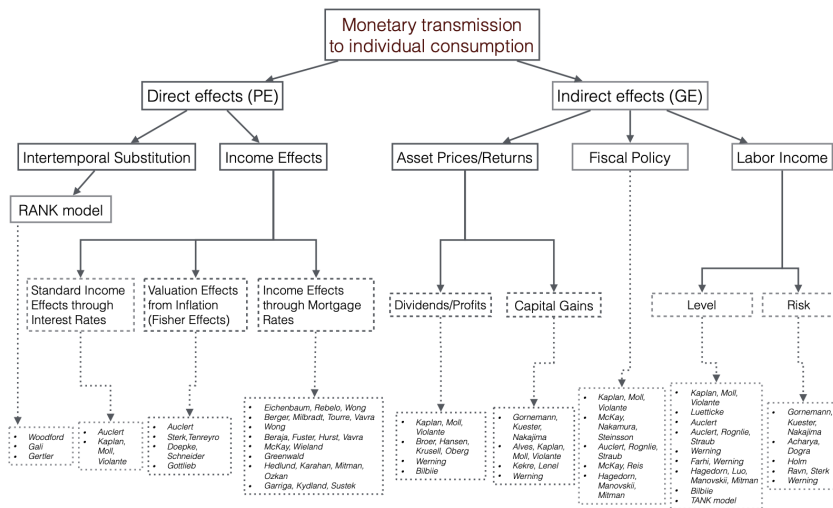 Monetary transmission
to individual consumption
Direct effects (PE)
Indirect effects (GE)
Intertemporal Substitution
Income Effects
Asset Prices/Returns
Fiscal Policy
Labor Income
RANK model
Standard Income
Effects through
Interest Rates
Valuation Effects
from Inflation
(Fisher Effects)
Income Effects
through Mortgage
Rates
Dividends/Profits
Capital Gains
Level
Risk
• Woodford
• Gali
• Gertler
• Auclert
• Kaplan,
Moll,
Violante
• Auclert
• Sterk,Tenreyro
• Doepke,
Schneider
• Gottlieb
• Eichenbaum, Rebelo, Wong
• Berger, Milbradt, Tourre, Vavra
• Wong
• Beraja, Fuster, Hurst, Vavra
• McKay, Wieland
• Greenwald
• Hedlund, Karahan, Mitman,
Ozkan
• Garriga, Kydland, Sustek
• Kaplan, Moll,
Violante
• Broer, Hansen,
Krusell, Oberg
• Werning
• Bilbiie
• Gornemann,
Kuester,
Nakajima
• Alves, Kaplan,
Moll, Violante
• Kekre, Lenel
• Werning
• Kaplan, Moll,
Violante
• McKay,
Nakamura,
Steinsson
• Auclert, Rognlie,
Straub
• McKay, Reis
• Hagedorn,
Manovskii,
Mitman
• Kaplan, Moll,
Violante
• Luetticke
• Auclert
• Auclert, Rognlie,
Straub
• Werning
• Farhi, Werning
• Hagedorn, Luo,
Manovskii, Mitman
• Bilbiie
• TANK model
• Gornemann,
Kuester,
Nakajima
• Acharya,
Dogra
• Holm
• Ravn, Sterk
• Werning